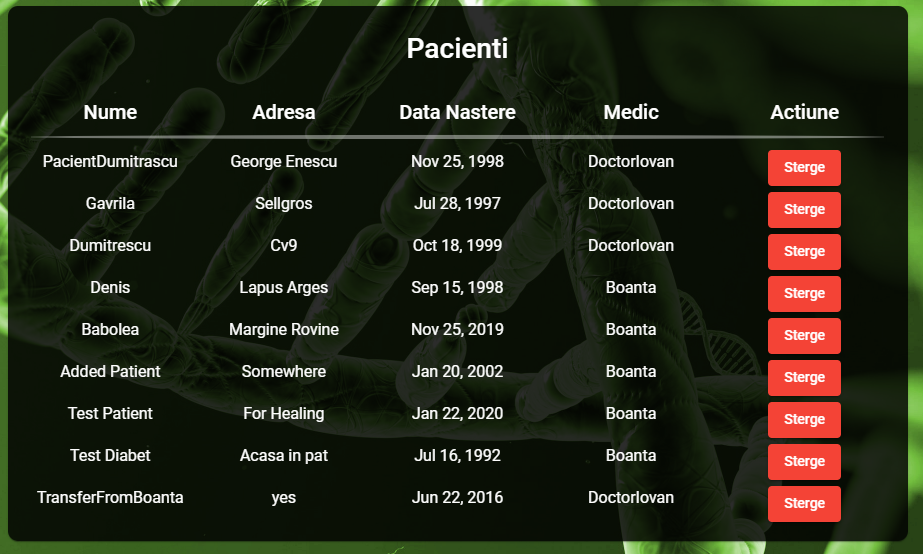 Pacienti
Nume Adresa Data Nastere Medic Actiune
PacientDumitrascu George Enescu Nov 25, 1998 DoctorIovan Sterge
Gavrila Sellgros Jul 28, 1997 DoctorIovan Sterge
Dumitrescu Cv9 Oct 18, 1999 DoctorIovan Sterge
Denis Lapus Arges Sep 15, 1998 Boanta Sterge
Babolea Margine Rovine Nov 25, 2019 Boanta Sterge
Added Patient Somewhere Jan 20, 2002 Boanta Sterge
Test Patient For Healing Jan 22, 2020 Boanta Sterge
Test Diabet Acasa in pat Jul 16, 1992 Boanta Sterge
TransferFromBoanta yes Jun 22, 2016 DoctorIovan Sterge